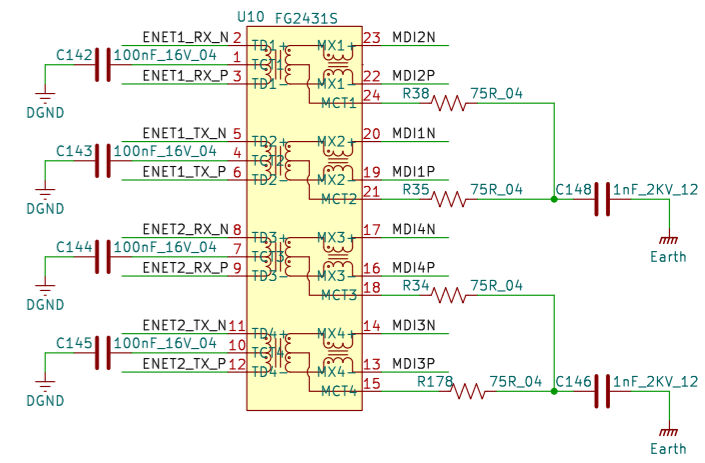 U10 FG2431S
ENET1_RX_N 2 TD1+ MX1+ 23 MDI2N
C142 100nF_16V_04 1 TCT1
ENET1_RX_P 3 TD1- MX1- 22 MDI2P
DGND MCT1 24 R38 75R_04
ENET1_TX_N 5 TD2+ MX2+ 20 MDI1N
C143 100nF_16V_04 4 TCT2
ENET1_TX_P 6 TD2- MX2- 19 MDI1P
DGND MCT2 21 R35 75R_04 C148 1nF_2KV_12
ENET2_RX_N 8 TD3+ MX3+ 17 MDI4N
C144 100nF_16V_04 7 TCT3 Earth
ENET2_RX_P 9 TD3- MX3- 16 MDI4P
DGND MCT3 18 R34 75R_04
ENET2_TX_N 11 TD4+ MX4+ 14 MDI3N
C145 100nF_16V_04 10 TCT4
ENET2_TX_P 12 TD4- MX4- 13 MDI3P
DGND MCT4 15 R178 75R_04 C146 1nF_2KV_12
Earth